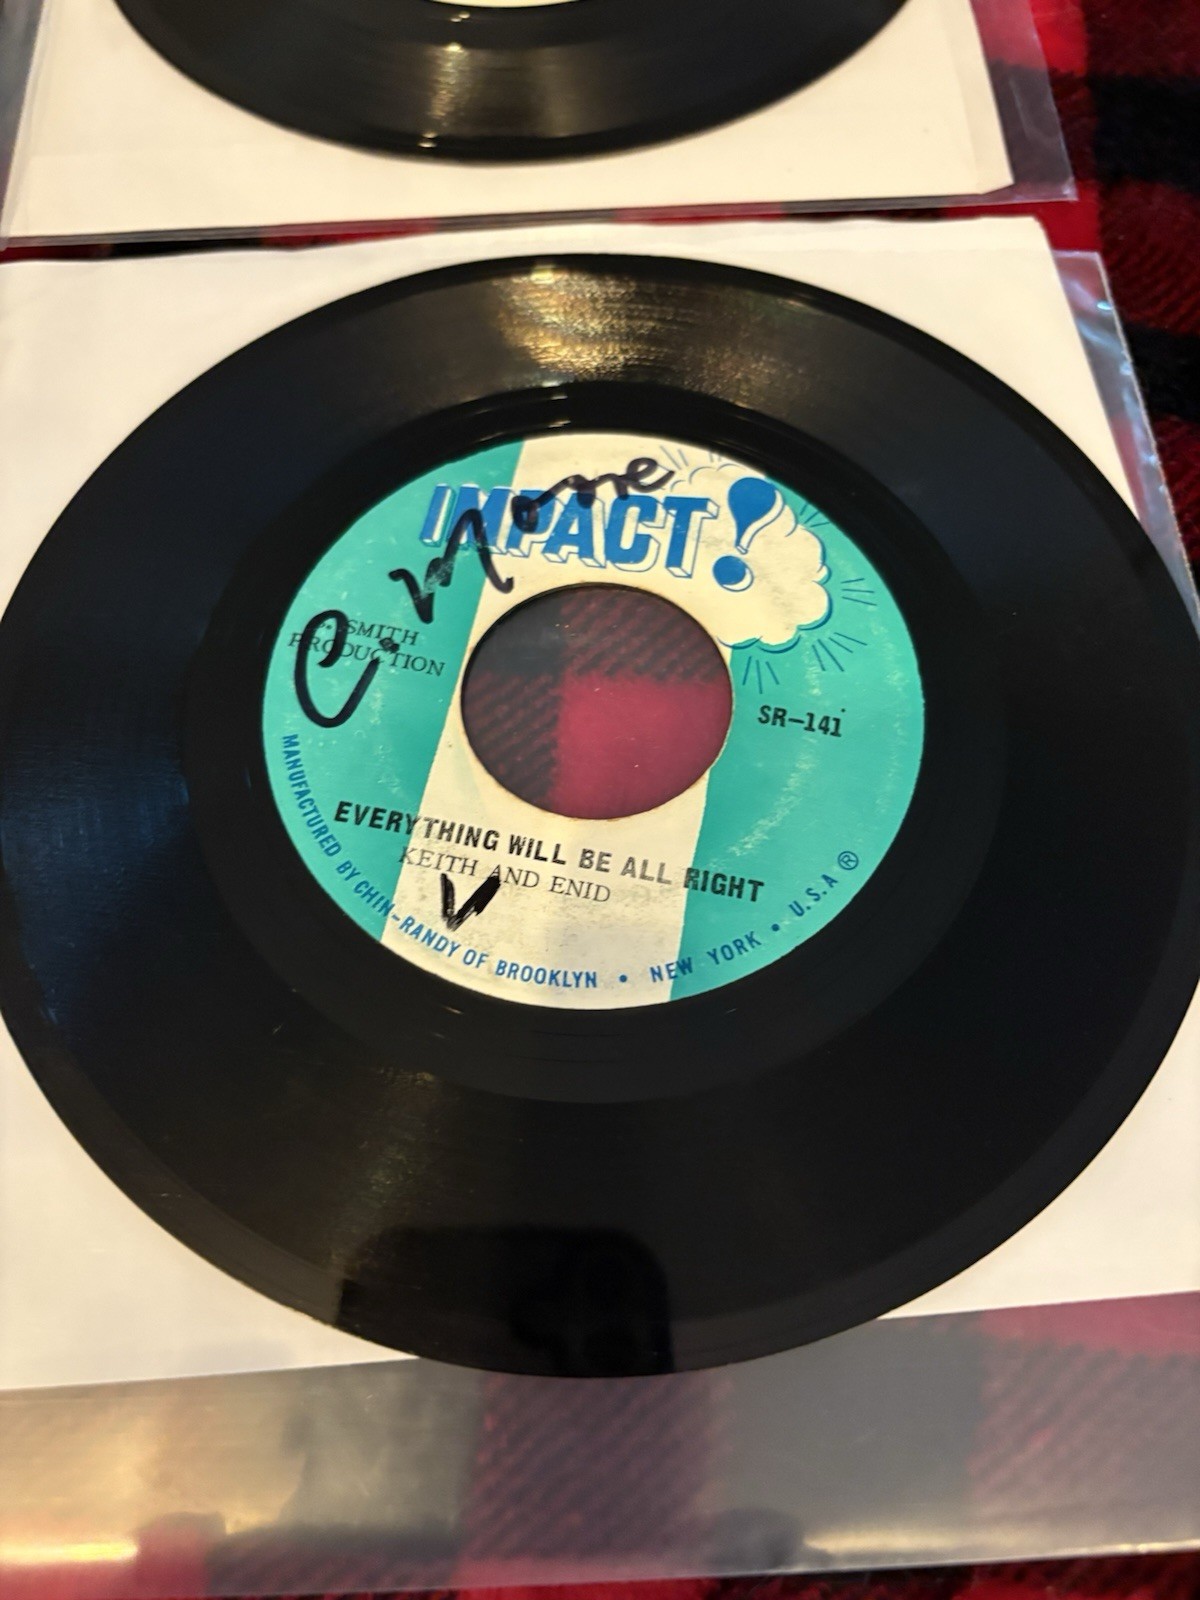 C. Moore
IMPACT!
SMITH
PRODUCTION
SR-141
EVERYTHING WILL BE ALL RIGHT
KEITH AND ENID
V
MANUFACTURED BY CHIN-RANDY OF BROOKLYN • NEW YORK • U.S.A ®